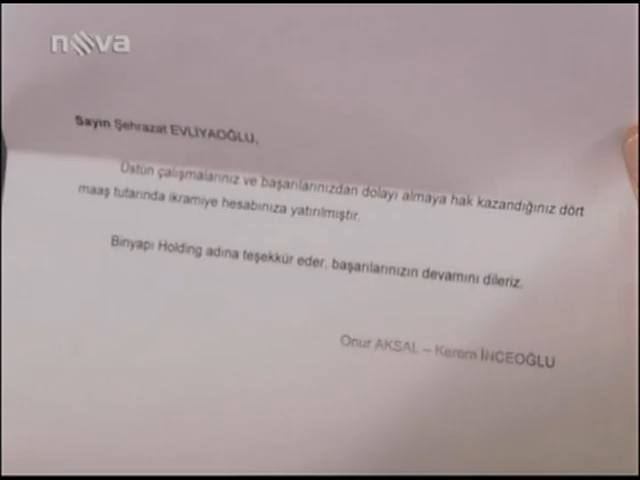 nova
Sayın Şehrazat EVLİYAOĞLU,
Üstün çalışmalarınız ve başarılarınızdan dolayı almaya hak kazandığınız dört
maaş tutarında ikramiye hesabınıza yatırılmıştır.
Binyapı Holding adına teşekkür eder, başarılarınızın devamını dileriz.
Onur AKSAL – Kerem İNCEOĞLU